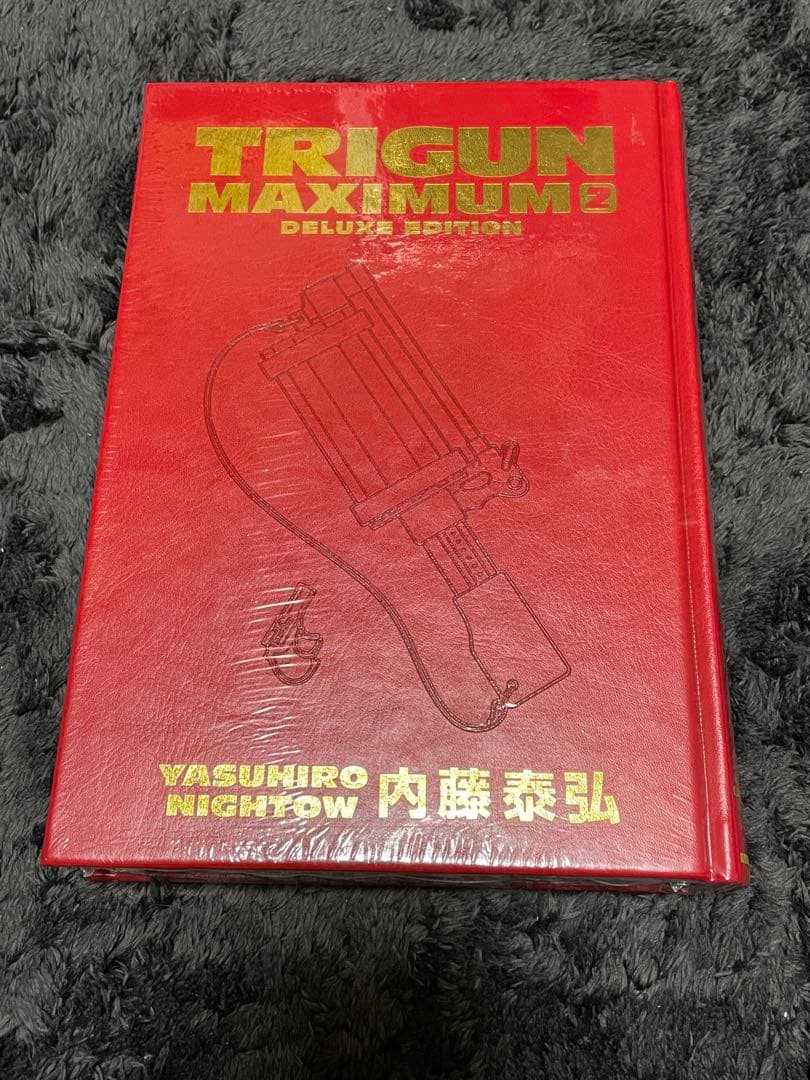 TRIGUN
MAXIMUM 2
DELUXE EDITION
YASUHIRO
NIGHTOW
内藤泰弘